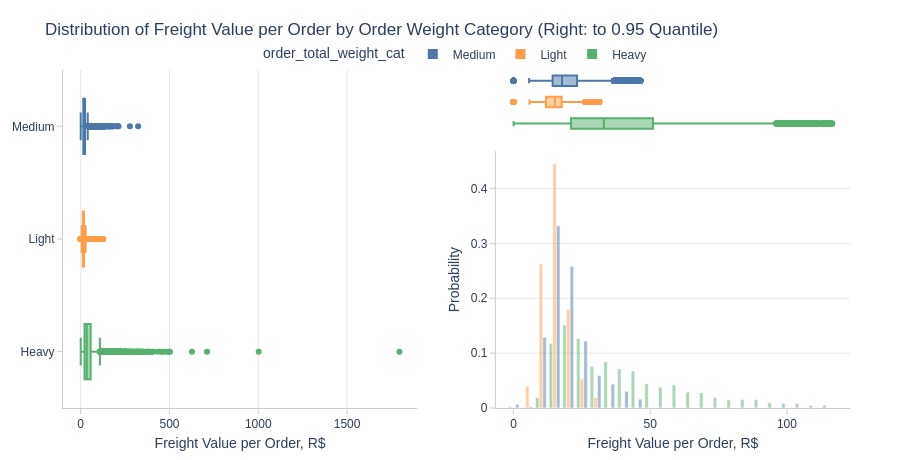 Distribution of Freight Value per Order by Order Weight Category (Right: to 0.95 Quantile)
order_total_weight_cat Medium Light Heavy
Medium
Light
Heavy
0 500 1000 1500
Freight Value per Order, R$
Probability
0.4
0.3
0.2
0.1
0
0 50 100
Freight Value per Order, R$